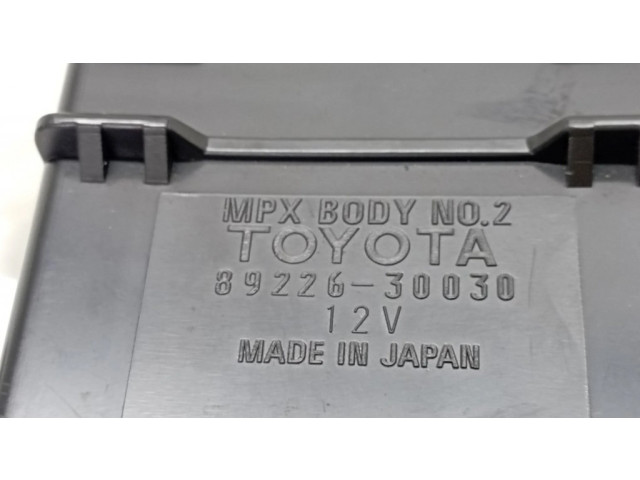 MPX BODY NO.2
TOYOTA
89226-30030
12V
MADE IN JAPAN